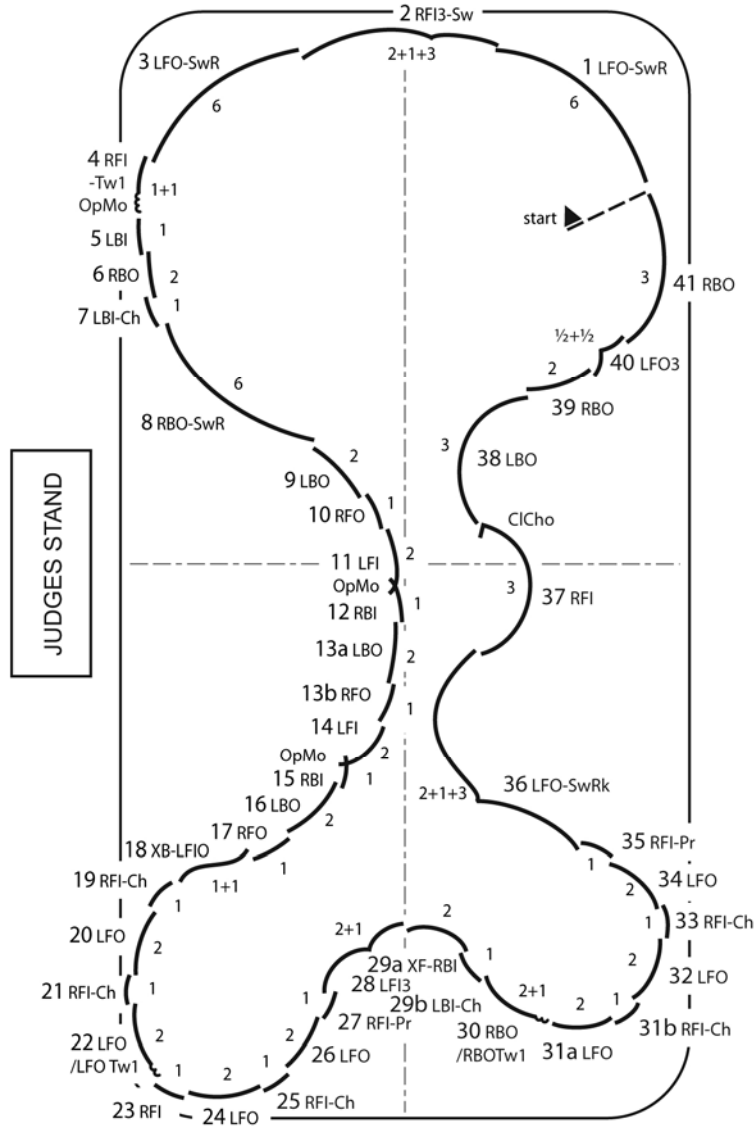 2 RFI3-Sw
2+1+3
3 LFO-SwR
6
1 LFO-SwR
6
4 RFI
-Tw1
OpMo
1+1
5 LBI
1
6 RBO
2
7 LBI-Ch
1
start
3
41 RBO
½+½
40 LFO3
2
39 RBO
6
8 RBO-SwR
3
38 LBO
2
9 LBO
1
10 RFO
ClCho
2
11 LFI
OpMo
1
12 RBI
3
37 RFI
13a LBO
2
13b RFO
1
14 LFI
OpMo
2
15 RBI
1
16 LBO
2
17 RFO
1
18 XB-LFIO
1+1
19 RFI-Ch
1
20 LFO
2
21 RFI-Ch
1
22 LFO
/LFO Tw1
2
1
23 RFI
2
24 LFO
1
25 RFI-Ch
2
26 LFO
1
27 RFI-Pr
2+1
28 LFI3
2
29a XF-RBI
1
29b LBI-Ch
2+1
30 RBO
/RBOTw1
2
31a LFO
1
31b RFI-Ch
2
32 LFO
1
33 RFI-Ch
2
34 LFO
1
35 RFI-Pr
2+1+3
36 LFO-SwRk
JUDGES STAND